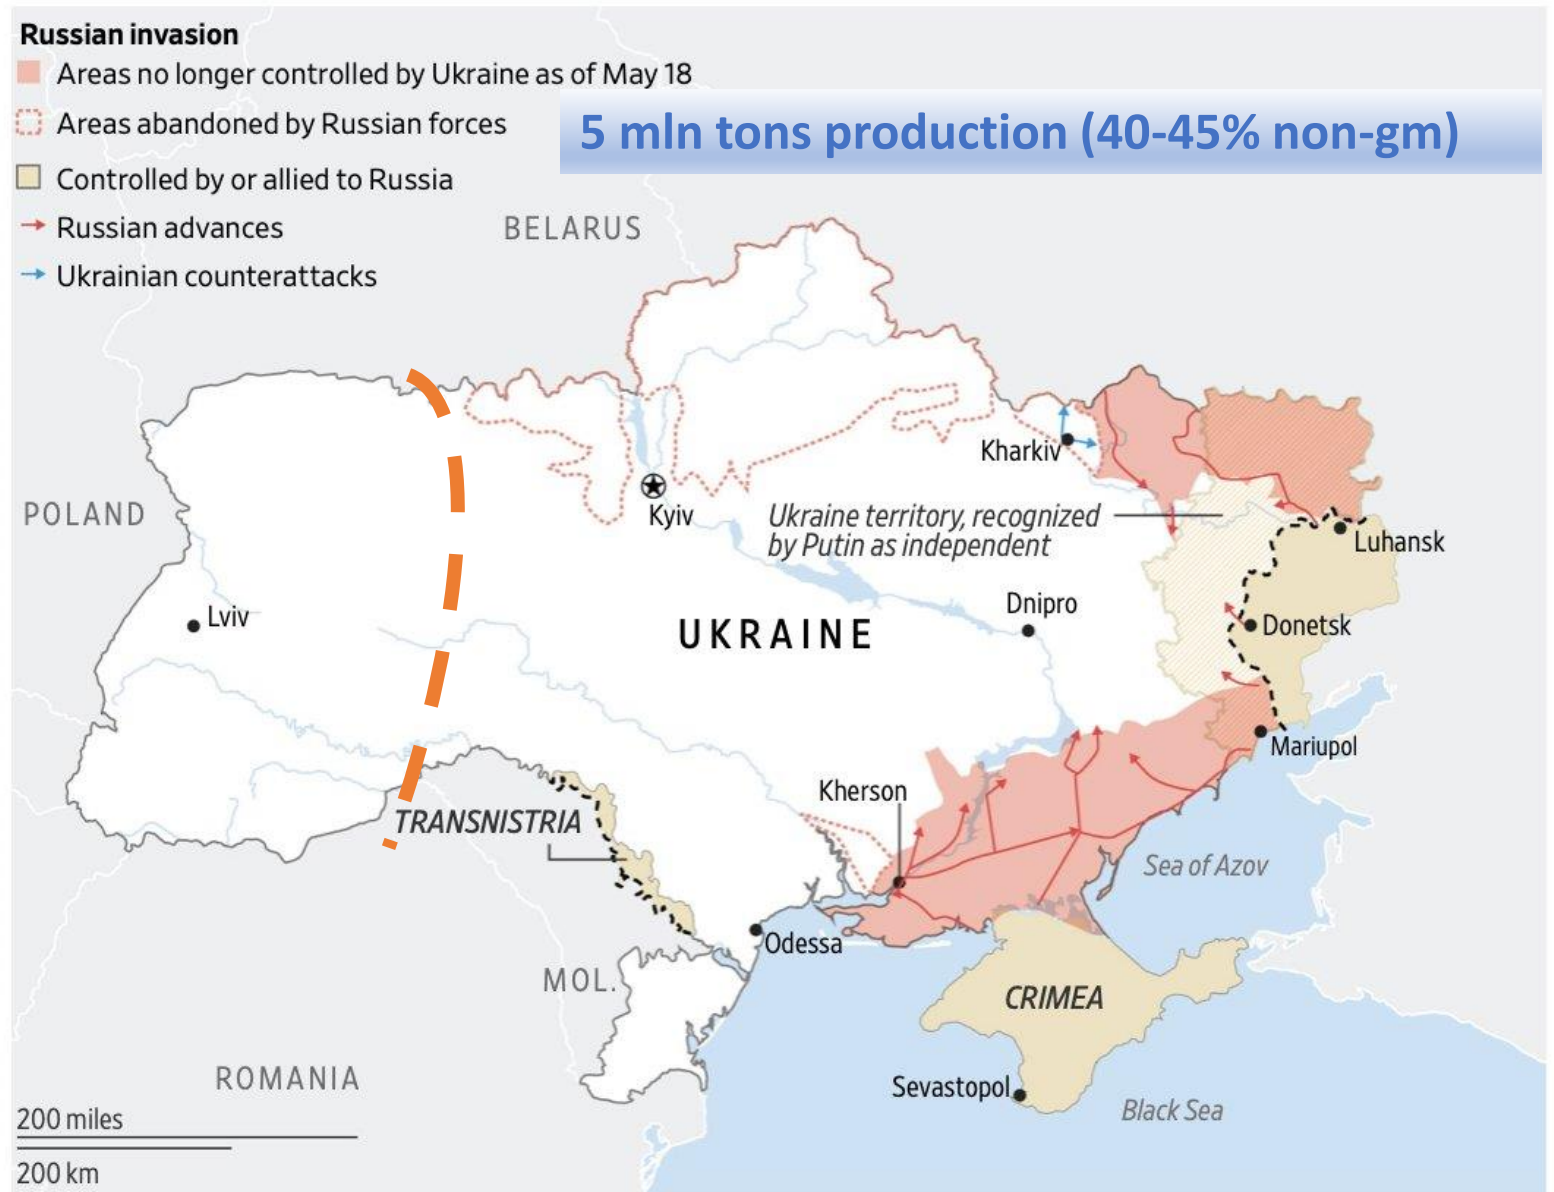 Russian invasion
Areas no longer controlled by Ukraine as of May 18
Areas abandoned by Russian forces
5 mln tons production (40-45% non-gm)
Controlled by or allied to Russia
Russian advances
BELARUS
Ukrainian counterattacks
Kharkiv
POLAND
Kyiv
Ukraine territory, recognized
by Putin as independent
Luhansk
Lviv
Dnipro
UKRAINE
Donetsk
Mariupol
Kherson
TRANSNISTRIA
Sea of Azov
Odessa
MOL.
CRIMEA
ROMANIA
Sevastopol
Black Sea
200 miles
200 km